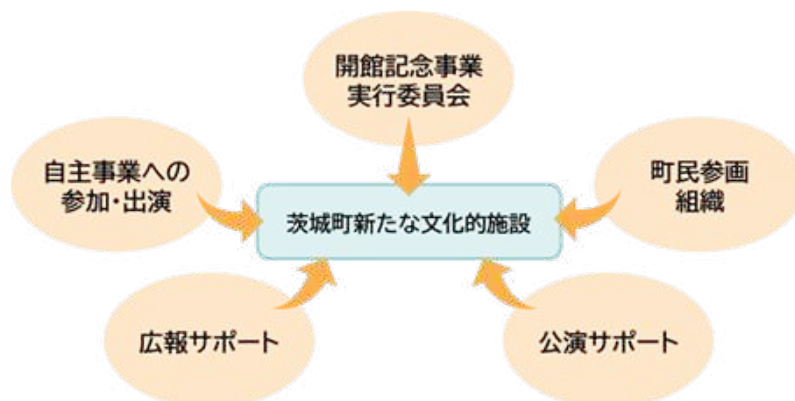 開館記念事業
実行委員会
自主事業への
参加・出演
町民参画
組織
茨城町新たな文化的施設
広報サポート
公演サポート